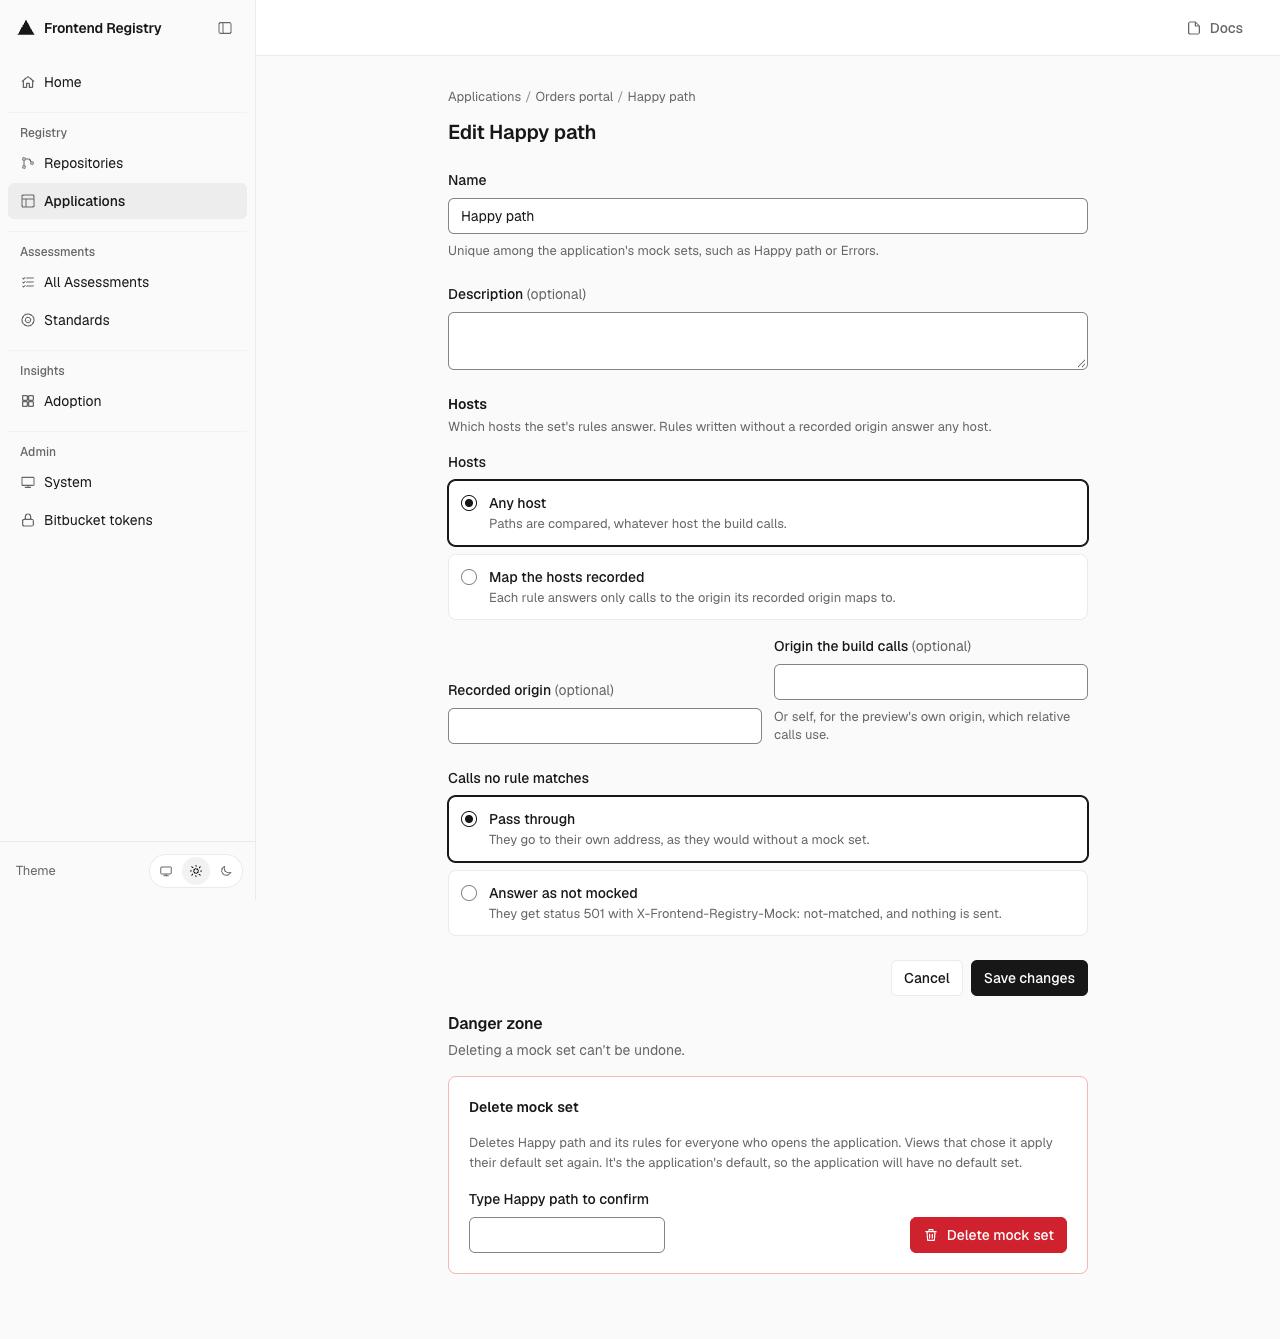 Frontend Registry
Docs
Home
Registry
Repositories
Applications
Assessments
All Assessments
Standards
Insights
Adoption
Admin
System
Bitbucket tokens
Theme
Applications / Orders portal / Happy path
Edit Happy path
Name
Happy path
Unique among the application's mock sets, such as Happy path or Errors.
Description (optional)
Hosts
Which hosts the set's rules answer. Rules written without a recorded origin answer any host.
Hosts
Any host
Paths are compared, whatever host the build calls.
Map the hosts recorded
Each rule answers only calls to the origin its recorded origin maps to.
Recorded origin (optional)
Origin the build calls (optional)
Or self, for the preview's own origin, which relative
calls use.
Calls no rule matches
Pass through
They go to their own address, as they would without a mock set.
Answer as not mocked
They get status 501 with X-Frontend-Registry-Mock: not-matched, and nothing is sent.
Cancel
Save changes
Danger zone
Deleting a mock set can't be undone.
Delete mock set
Deletes Happy path and its rules for everyone who opens the application. Views that chose it apply
their default set again. It's the application's default, so the application will have no default set.
Type Happy path to confirm
Delete mock set